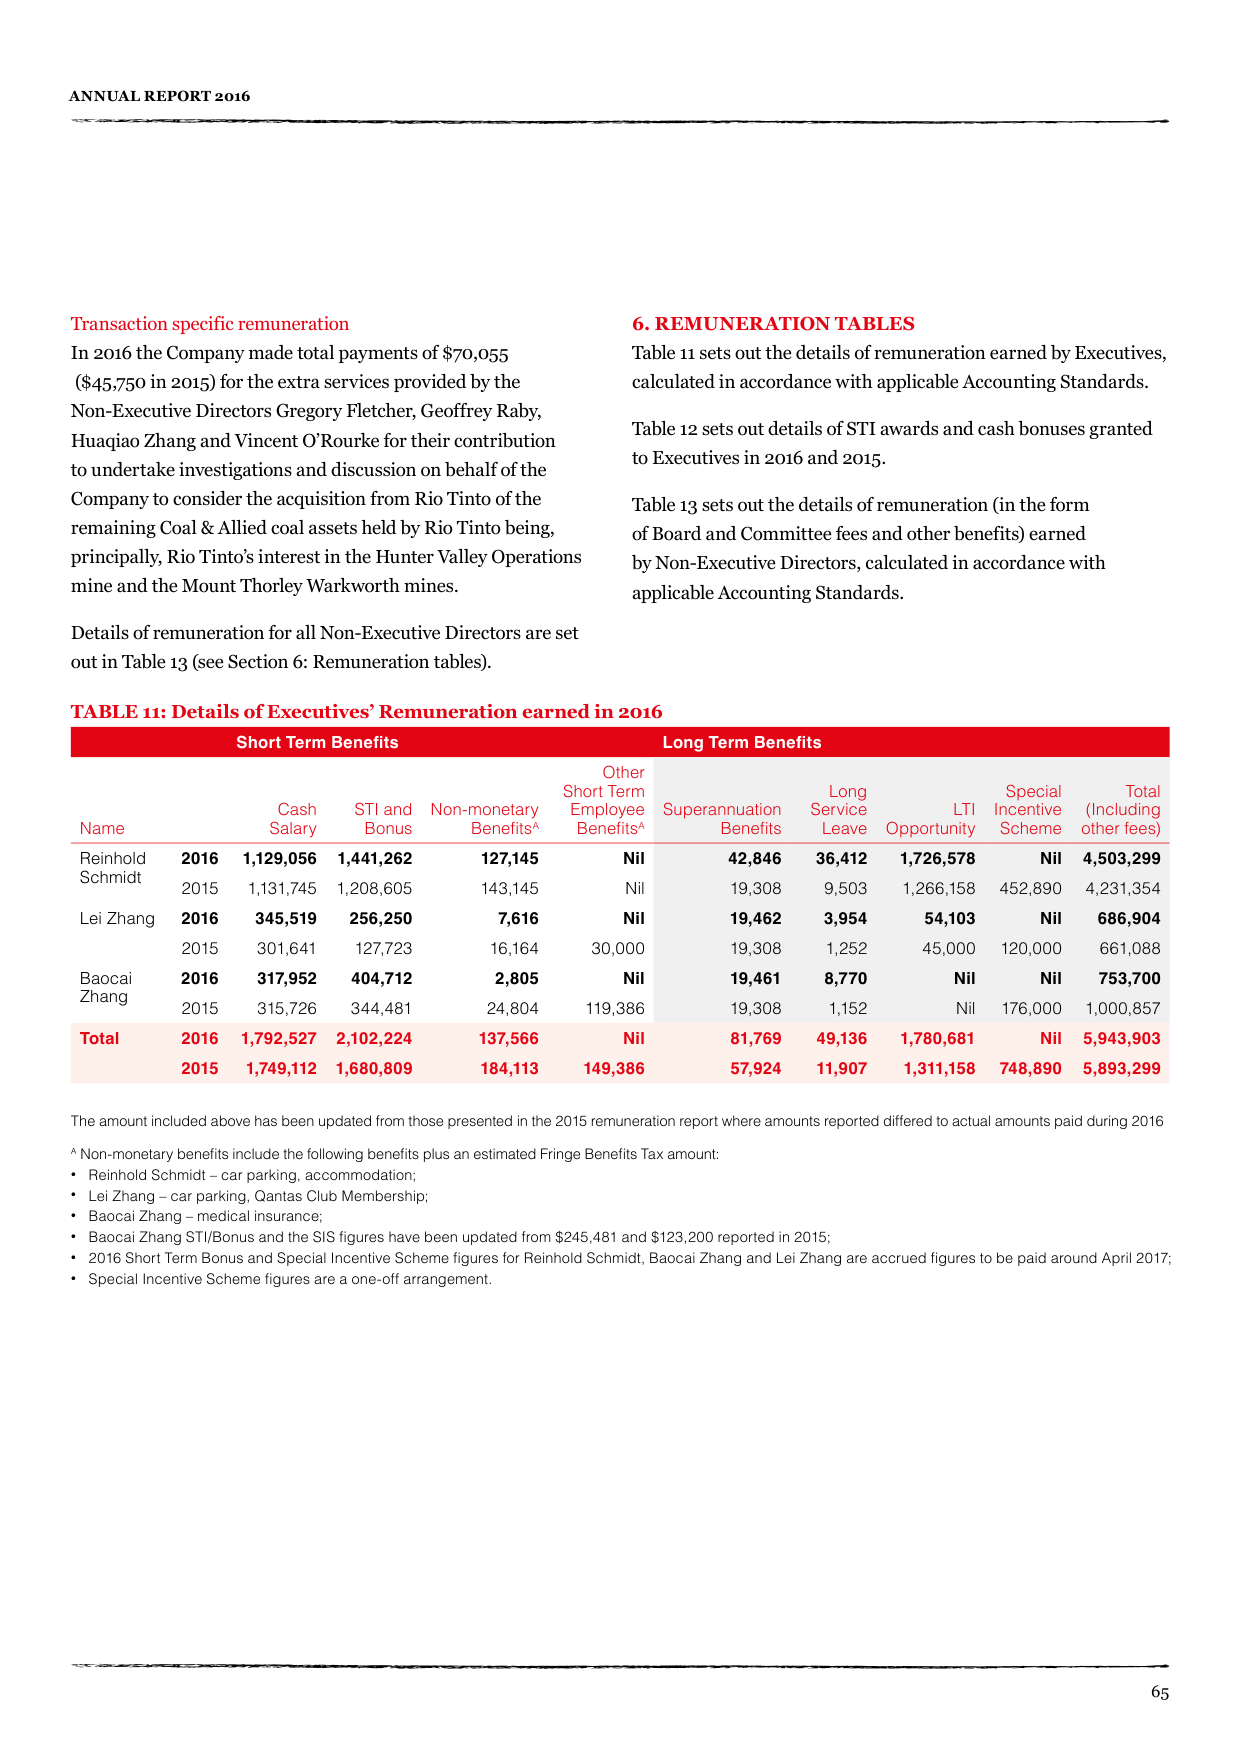 ANNUAL REPORT 2016
Transaction specific remuneration
In 2016 the Company made total payments of $70,055
($45,750 in 2015) for the extra services provided by the
Non-Executive Directors Gregory Fletcher, Geoffrey Raby,
Huaqiao Zhang and Vincent O’Rourke for their contribution
to undertake investigations and discussion on behalf of the
Company to consider the acquisition from Rio Tinto of the
remaining Coal & Allied coal assets held by Rio Tinto being,
principally, Rio Tinto’s interest in the Hunter Valley Operations
mine and the Mount Thorley Warkworth mines.
Details of remuneration for all Non-Executive Directors are set
out in Table 13 (see Section 6: Remuneration tables).
6. REMUNERATION TABLES
Table 11 sets out the details of remuneration earned by Executives,
calculated in accordance with applicable Accounting Standards.
Table 12 sets out details of STI awards and cash bonuses granted
to Executives in 2016 and 2015.
Table 13 sets out the details of remuneration (in the form
of Board and Committee fees and other benefits) earned
by Non-Executive Directors, calculated in accordance with
applicable Accounting Standards.
TABLE 11: Details of Executives’ Remuneration earned in 2016
Short Term Benefits Long Term Benefits
Name Cash Salary STI and Bonus Non-monetary Benefits^A Other Short Term Employee Benefits^A Superannuation Benefits Long Service Leave LTI Opportunity Special Incentive Scheme Total (Including other fees)
Reinhold Schmidt 2016 1,129,056 1,441,262 127,145 Nil 42,846 36,412 1,726,578 Nil 4,503,299
2015 1,131,745 1,208,605 143,145 Nil 19,308 9,503 1,266,158 452,890 4,231,354
Lei Zhang 2016 345,519 256,250 7,616 Nil 19,462 3,954 54,103 Nil 686,904
2015 301,641 127,723 16,164 30,000 19,308 1,252 45,000 120,000 661,088
Baocai Zhang 2016 317,952 404,712 2,805 Nil 19,461 8,770 Nil Nil 753,700
2015 315,726 344,481 24,804 119,386 19,308 1,152 Nil 176,000 1,000,857
Total 2016 1,792,527 2,102,224 137,566 Nil 81,769 49,136 1,780,681 Nil 5,943,903
2015 1,749,112 1,680,809 184,113 149,386 57,924 11,907 1,311,158 748,890 5,893,299
The amount included above has been updated from those presented in the 2015 remuneration report where amounts reported differed to actual amounts paid during 2016
^A Non-monetary benefits include the following benefits plus an estimated Fringe Benefits Tax amount:
• Reinhold Schmidt – car parking, accommodation;
• Lei Zhang – car parking, Qantas Club Membership;
• Baocai Zhang – medical insurance;
• Baocai Zhang STI/Bonus and the SIS figures have been updated from $245,481 and $123,200 reported in 2015;
• 2016 Short Term Bonus and Special Incentive Scheme figures for Reinhold Schmidt, Baocai Zhang and Lei Zhang are accrued figures to be paid around April 2017;
• Special Incentive Scheme figures are a one-off arrangement.
65